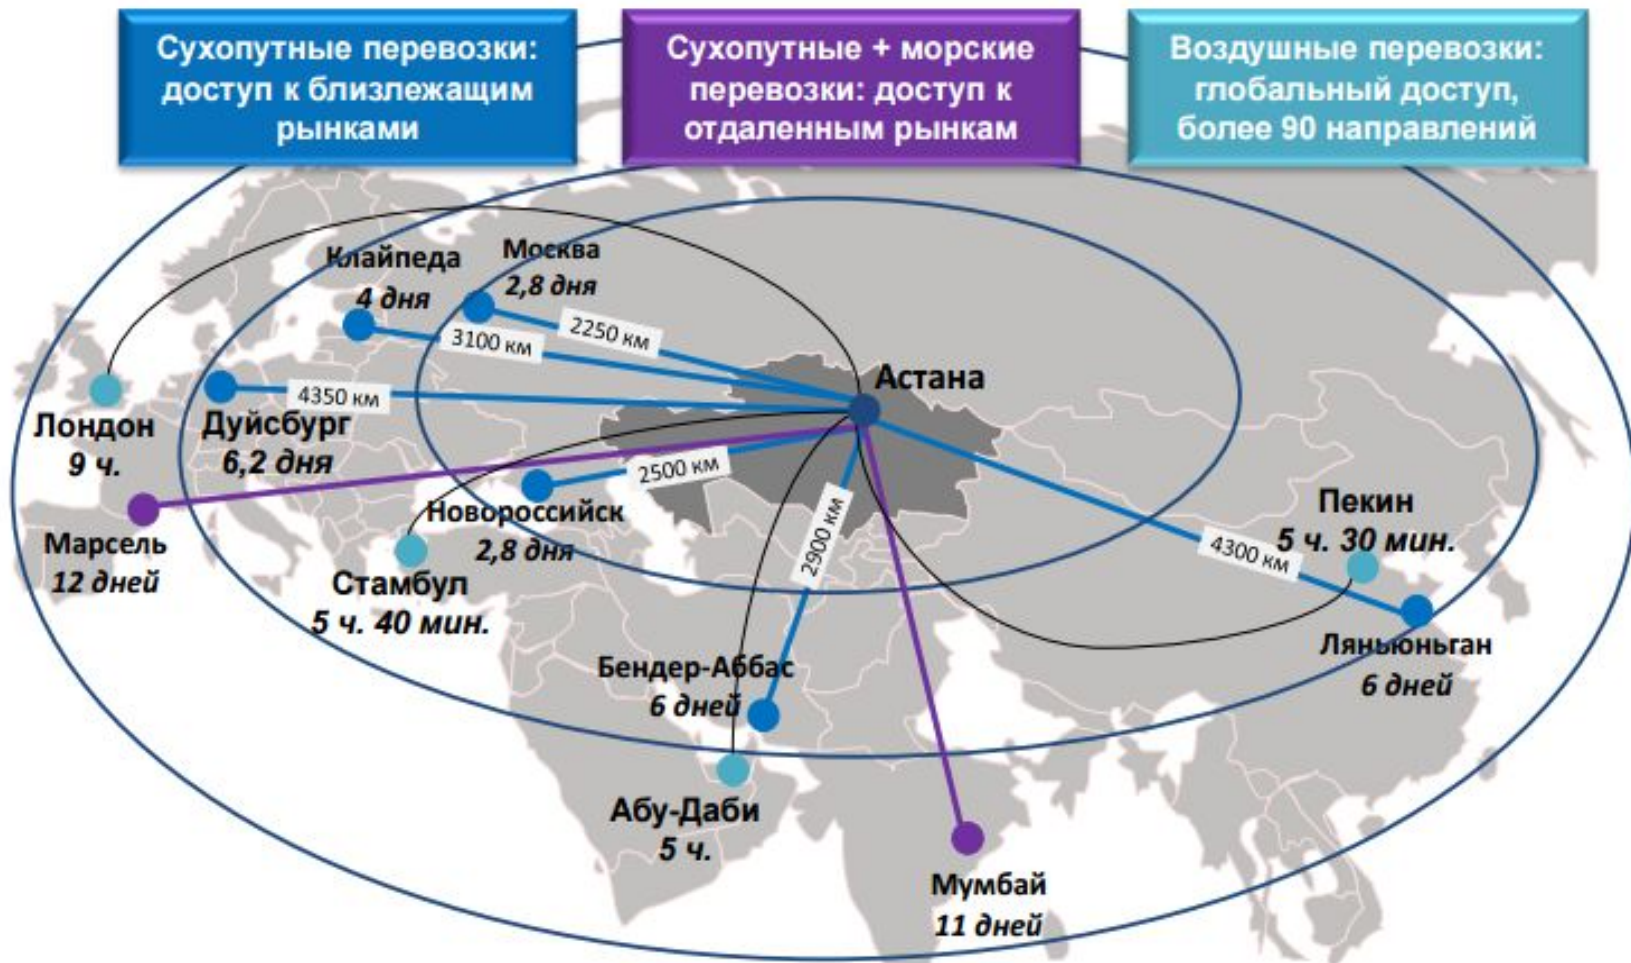 Сухопутные перевозки:
доступ к близлежащим
рынками
Сухопутные + морские
перевозки: доступ к
отдаленным рынкам
Воздушные перевозки:
глобальный доступ,
более 90 направлений
Клайпеда
4 дня
Москва
2,8 дня
2250 км
3100 км
4350 км
Астана
Лондон
9 ч.
Дуйсбург
6,2 дня
2500 км
Новороссийск
2,8 дня
Марсель
12 дней
Стамбул
5 ч. 40 мин.
2900 км
Пекин
5 ч. 30 мин.
4300 км
Ляньюньган
6 дней
Бендер-Аббас
6 дней
Абу-Даби
5 ч.
Мумбай
11 дней